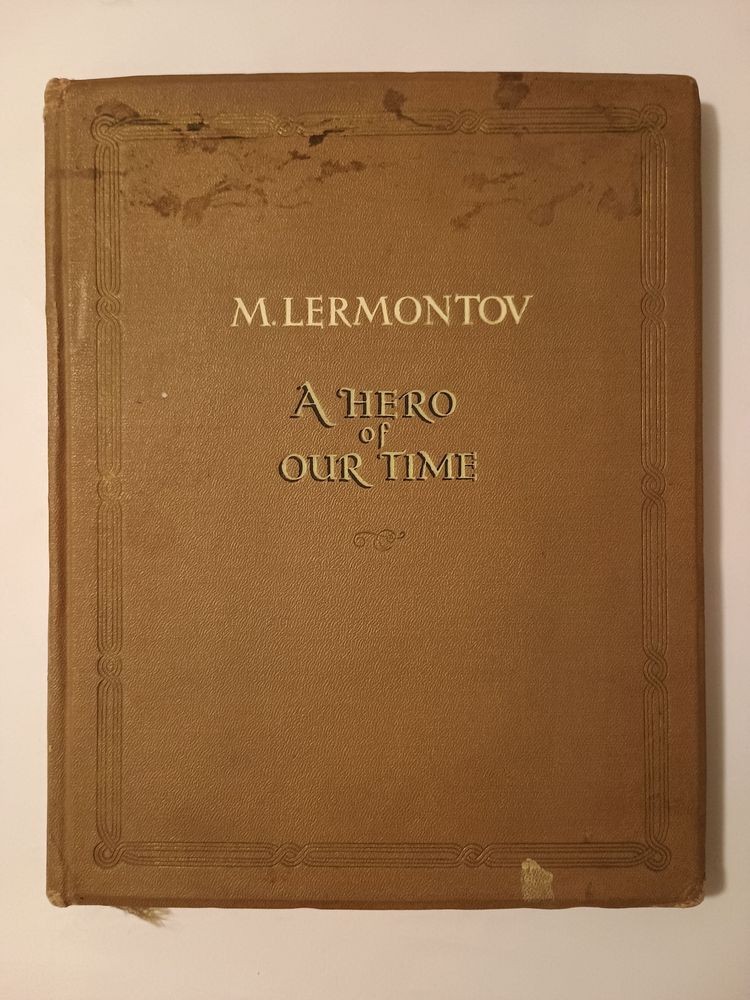 M. LERMONTOV
A HERO
of
OUR TIME